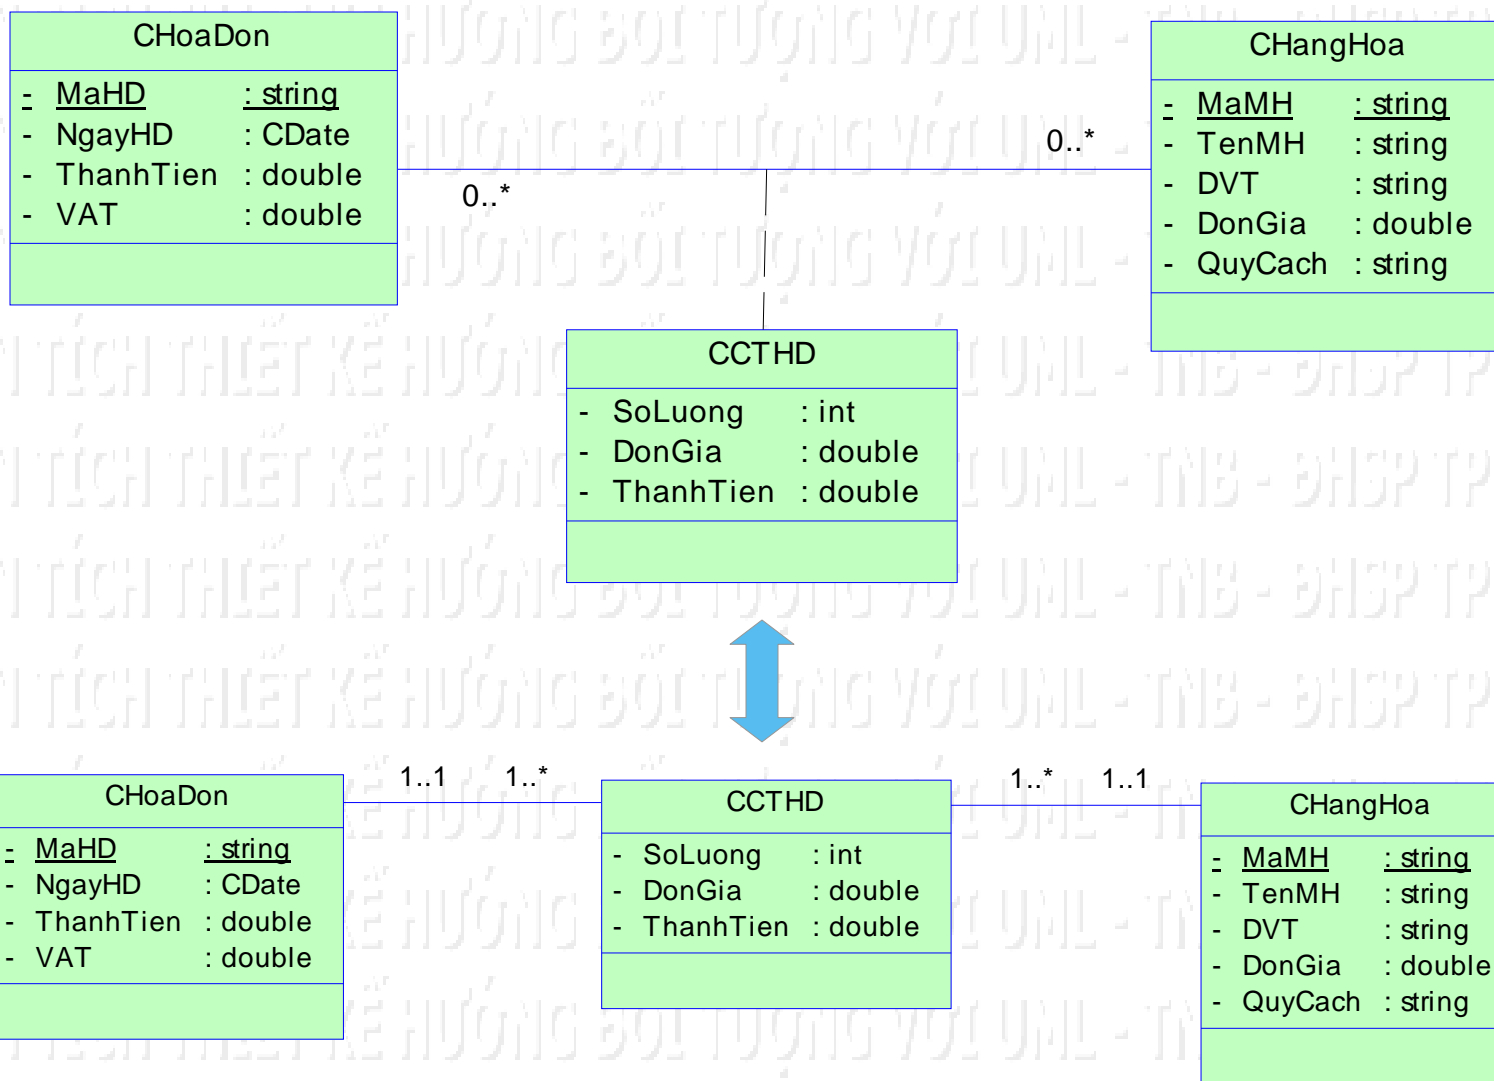 CHoaDon
- MaHD : string
- NgayHD : CDate
- ThanhTien : double
- VAT : double
0..*
0..*
CHangHoa
- MaMH : string
- TenMH : string
- DVT : string
- DonGia : double
- QuyCach : string
CCTHD
- SoLuong : int
- DonGia : double
- ThanhTien : double
CHoaDon
- MaHD : string
- NgayHD : CDate
- ThanhTien : double
- VAT : double
1..1 1..*
CCTHD
- SoLuong : int
- DonGia : double
- ThanhTien : double
1..* 1..1
CHangHoa
- MaMH : string
- TenMH : string
- DVT : string
- DonGia : double
- QuyCach : string